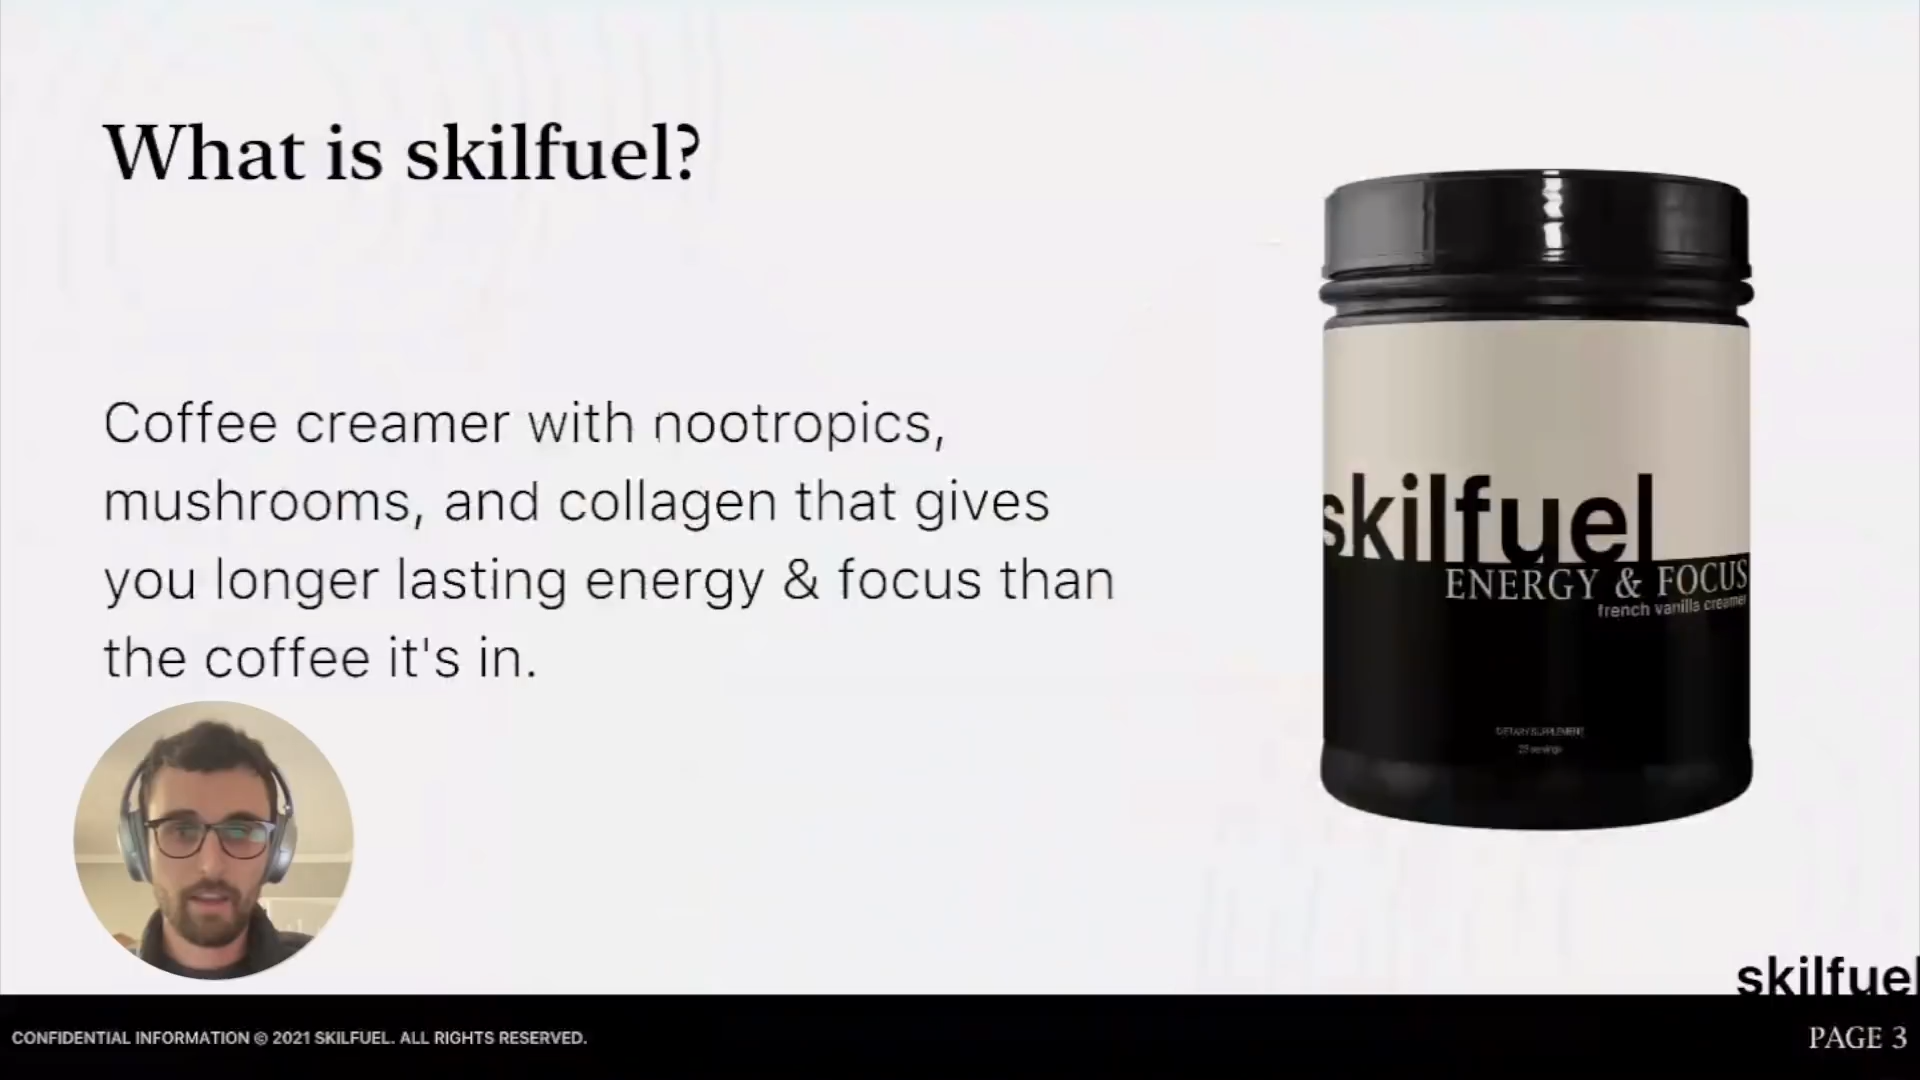 What is skilfuel?
Coffee creamer with nootropics,
mushrooms, and collagen that gives
you longer lasting energy & focus than
the coffee it's in.
skilfuel
ENERGY & FOCUS
french vanilla creamer
DIETARY SUPPLEMENT
skilfuel
CONFIDENTIAL INFORMATION © 2021 SKILFUEL. ALL RIGHTS RESERVED.
PAGE 3